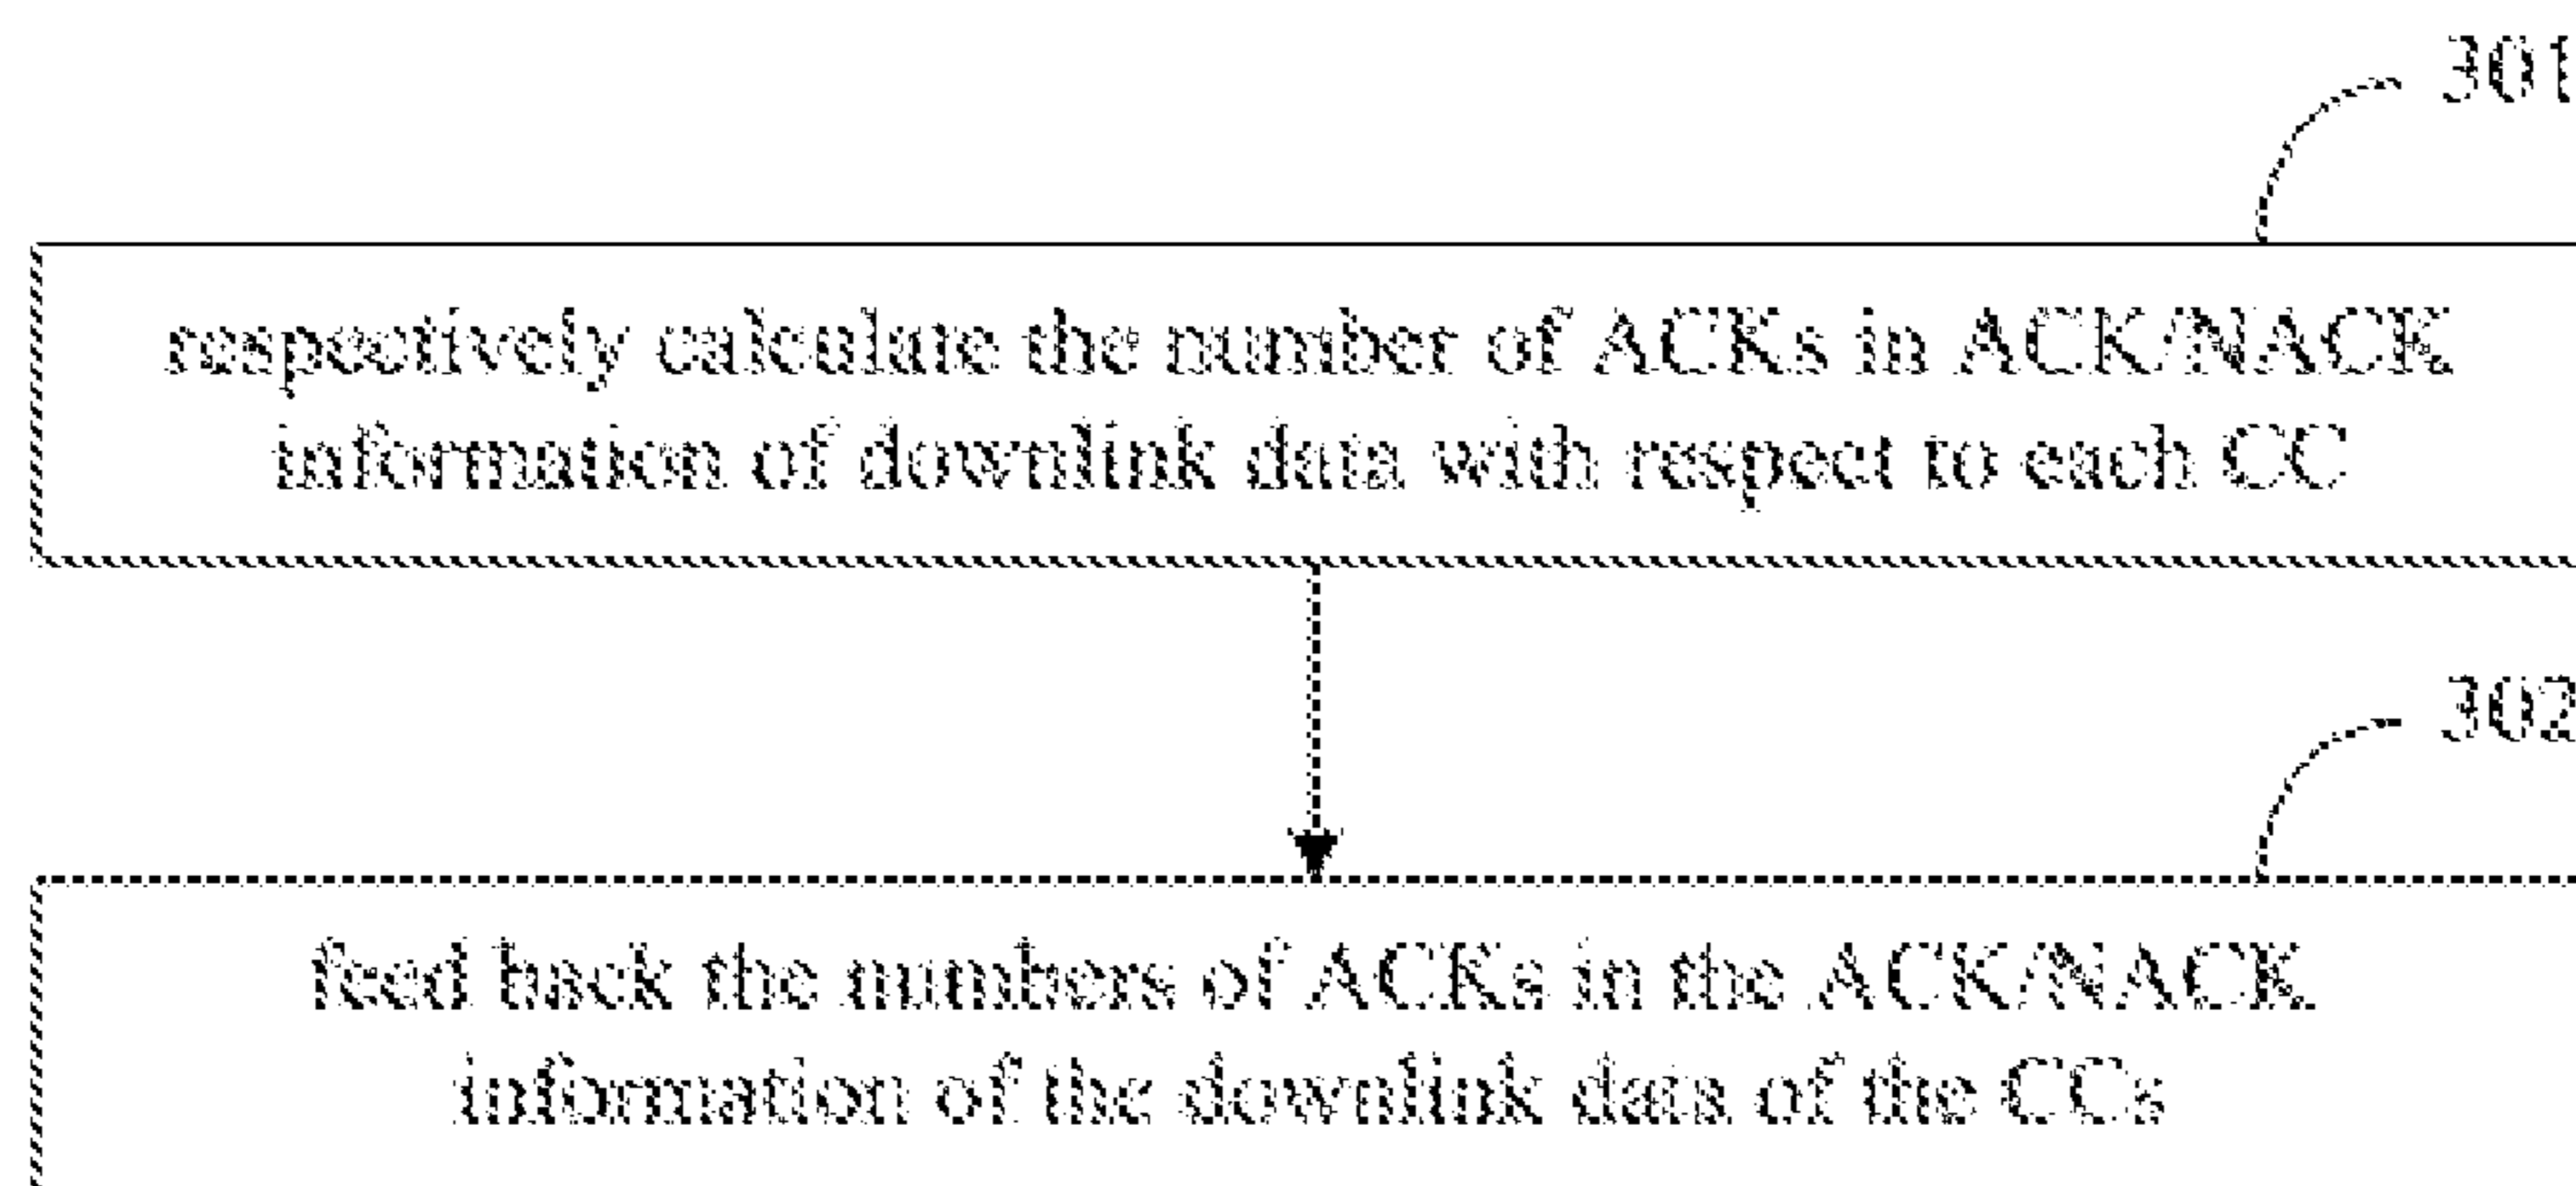 301
respectively calculate the number of ACKs in ACK/NACK
information of downlink data with respect to each CC
302
feed back the numbers of ACKs in the ACK/NACK
information of the downlink data of the CCs